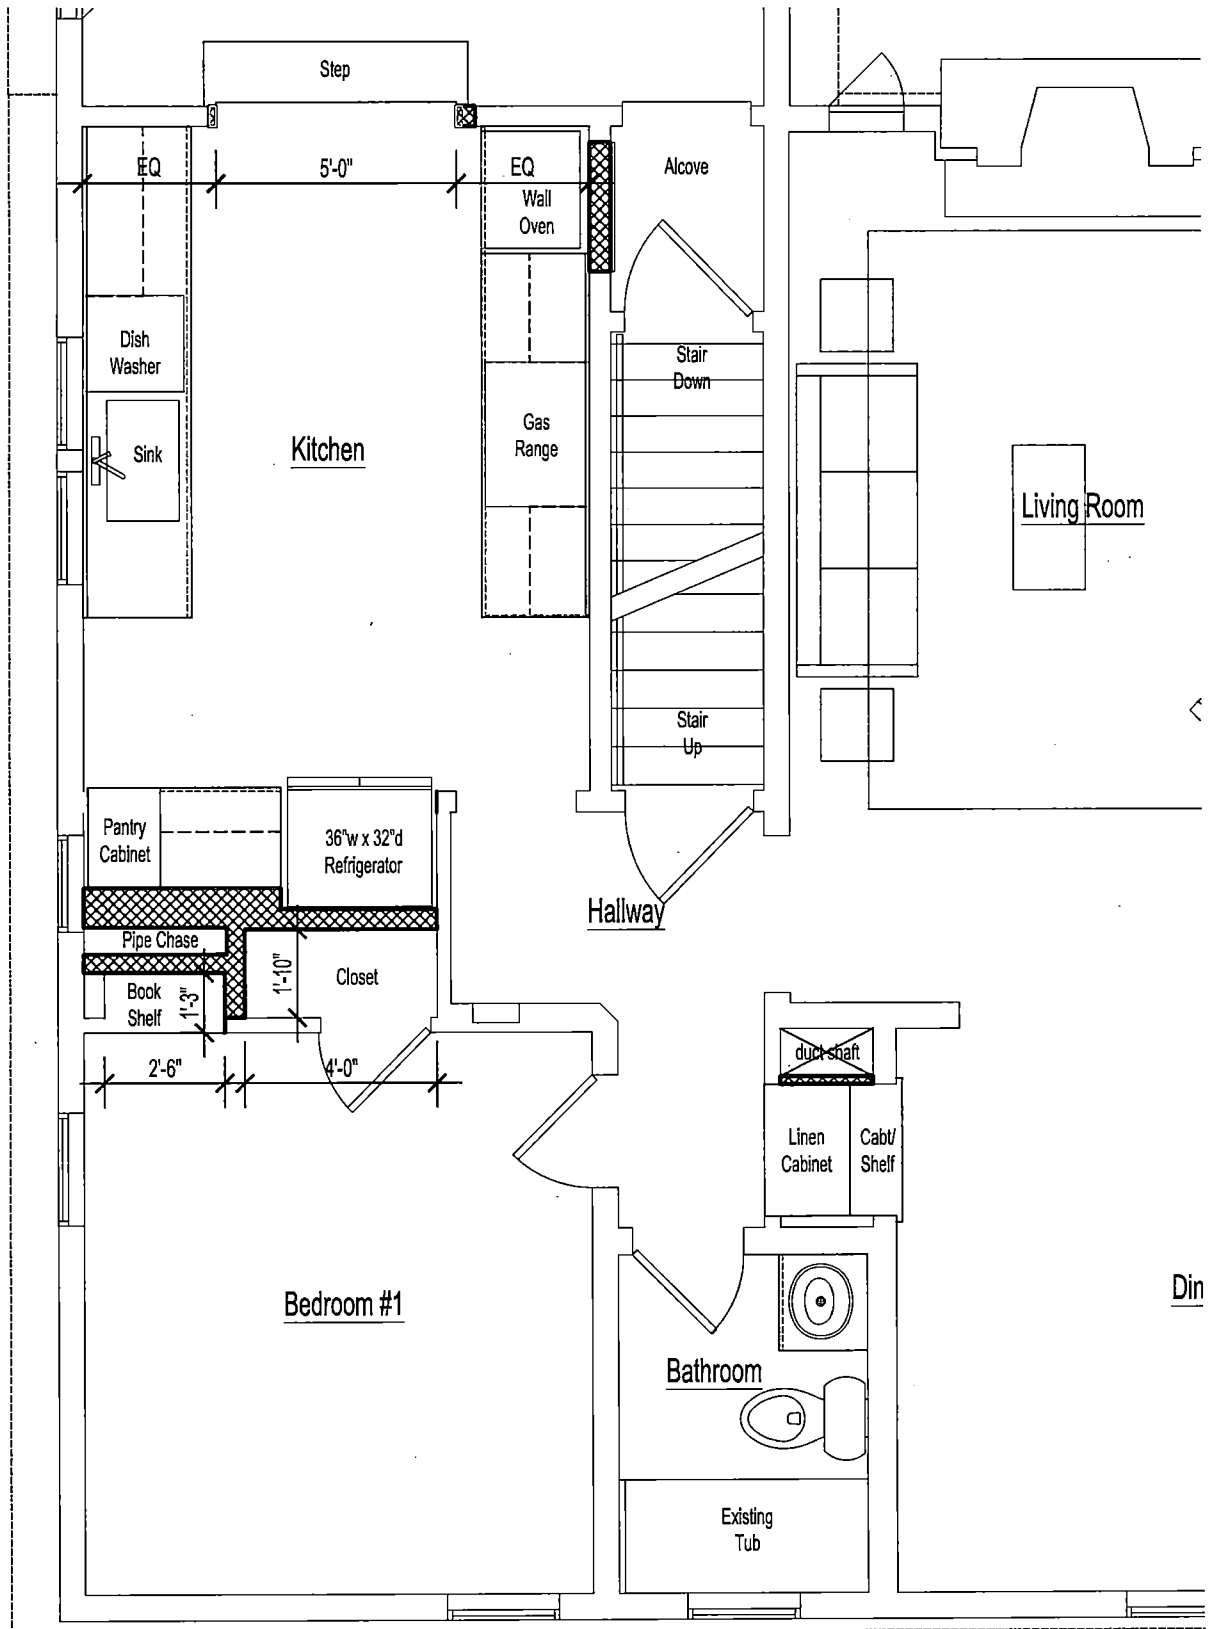 Step
EQ
5'-0"
EQ
Alcove
Wall
Oven
Dish
Washer
Stair
Down
Sink
Kitchen
Gas
Range
Living Room
Stair
Up
Pantry
Cabinet
36"w x 32"d
Refrigerator
Hallway
Pipe Chase
Closet
1'-10"
Book
Shelf
1'-3"
2'-6"
4'-0"
duct shaft
Linen
Cabinet
Cabt/
Shelf
Bedroom #1
Din
Bathroom
Existing
Tub